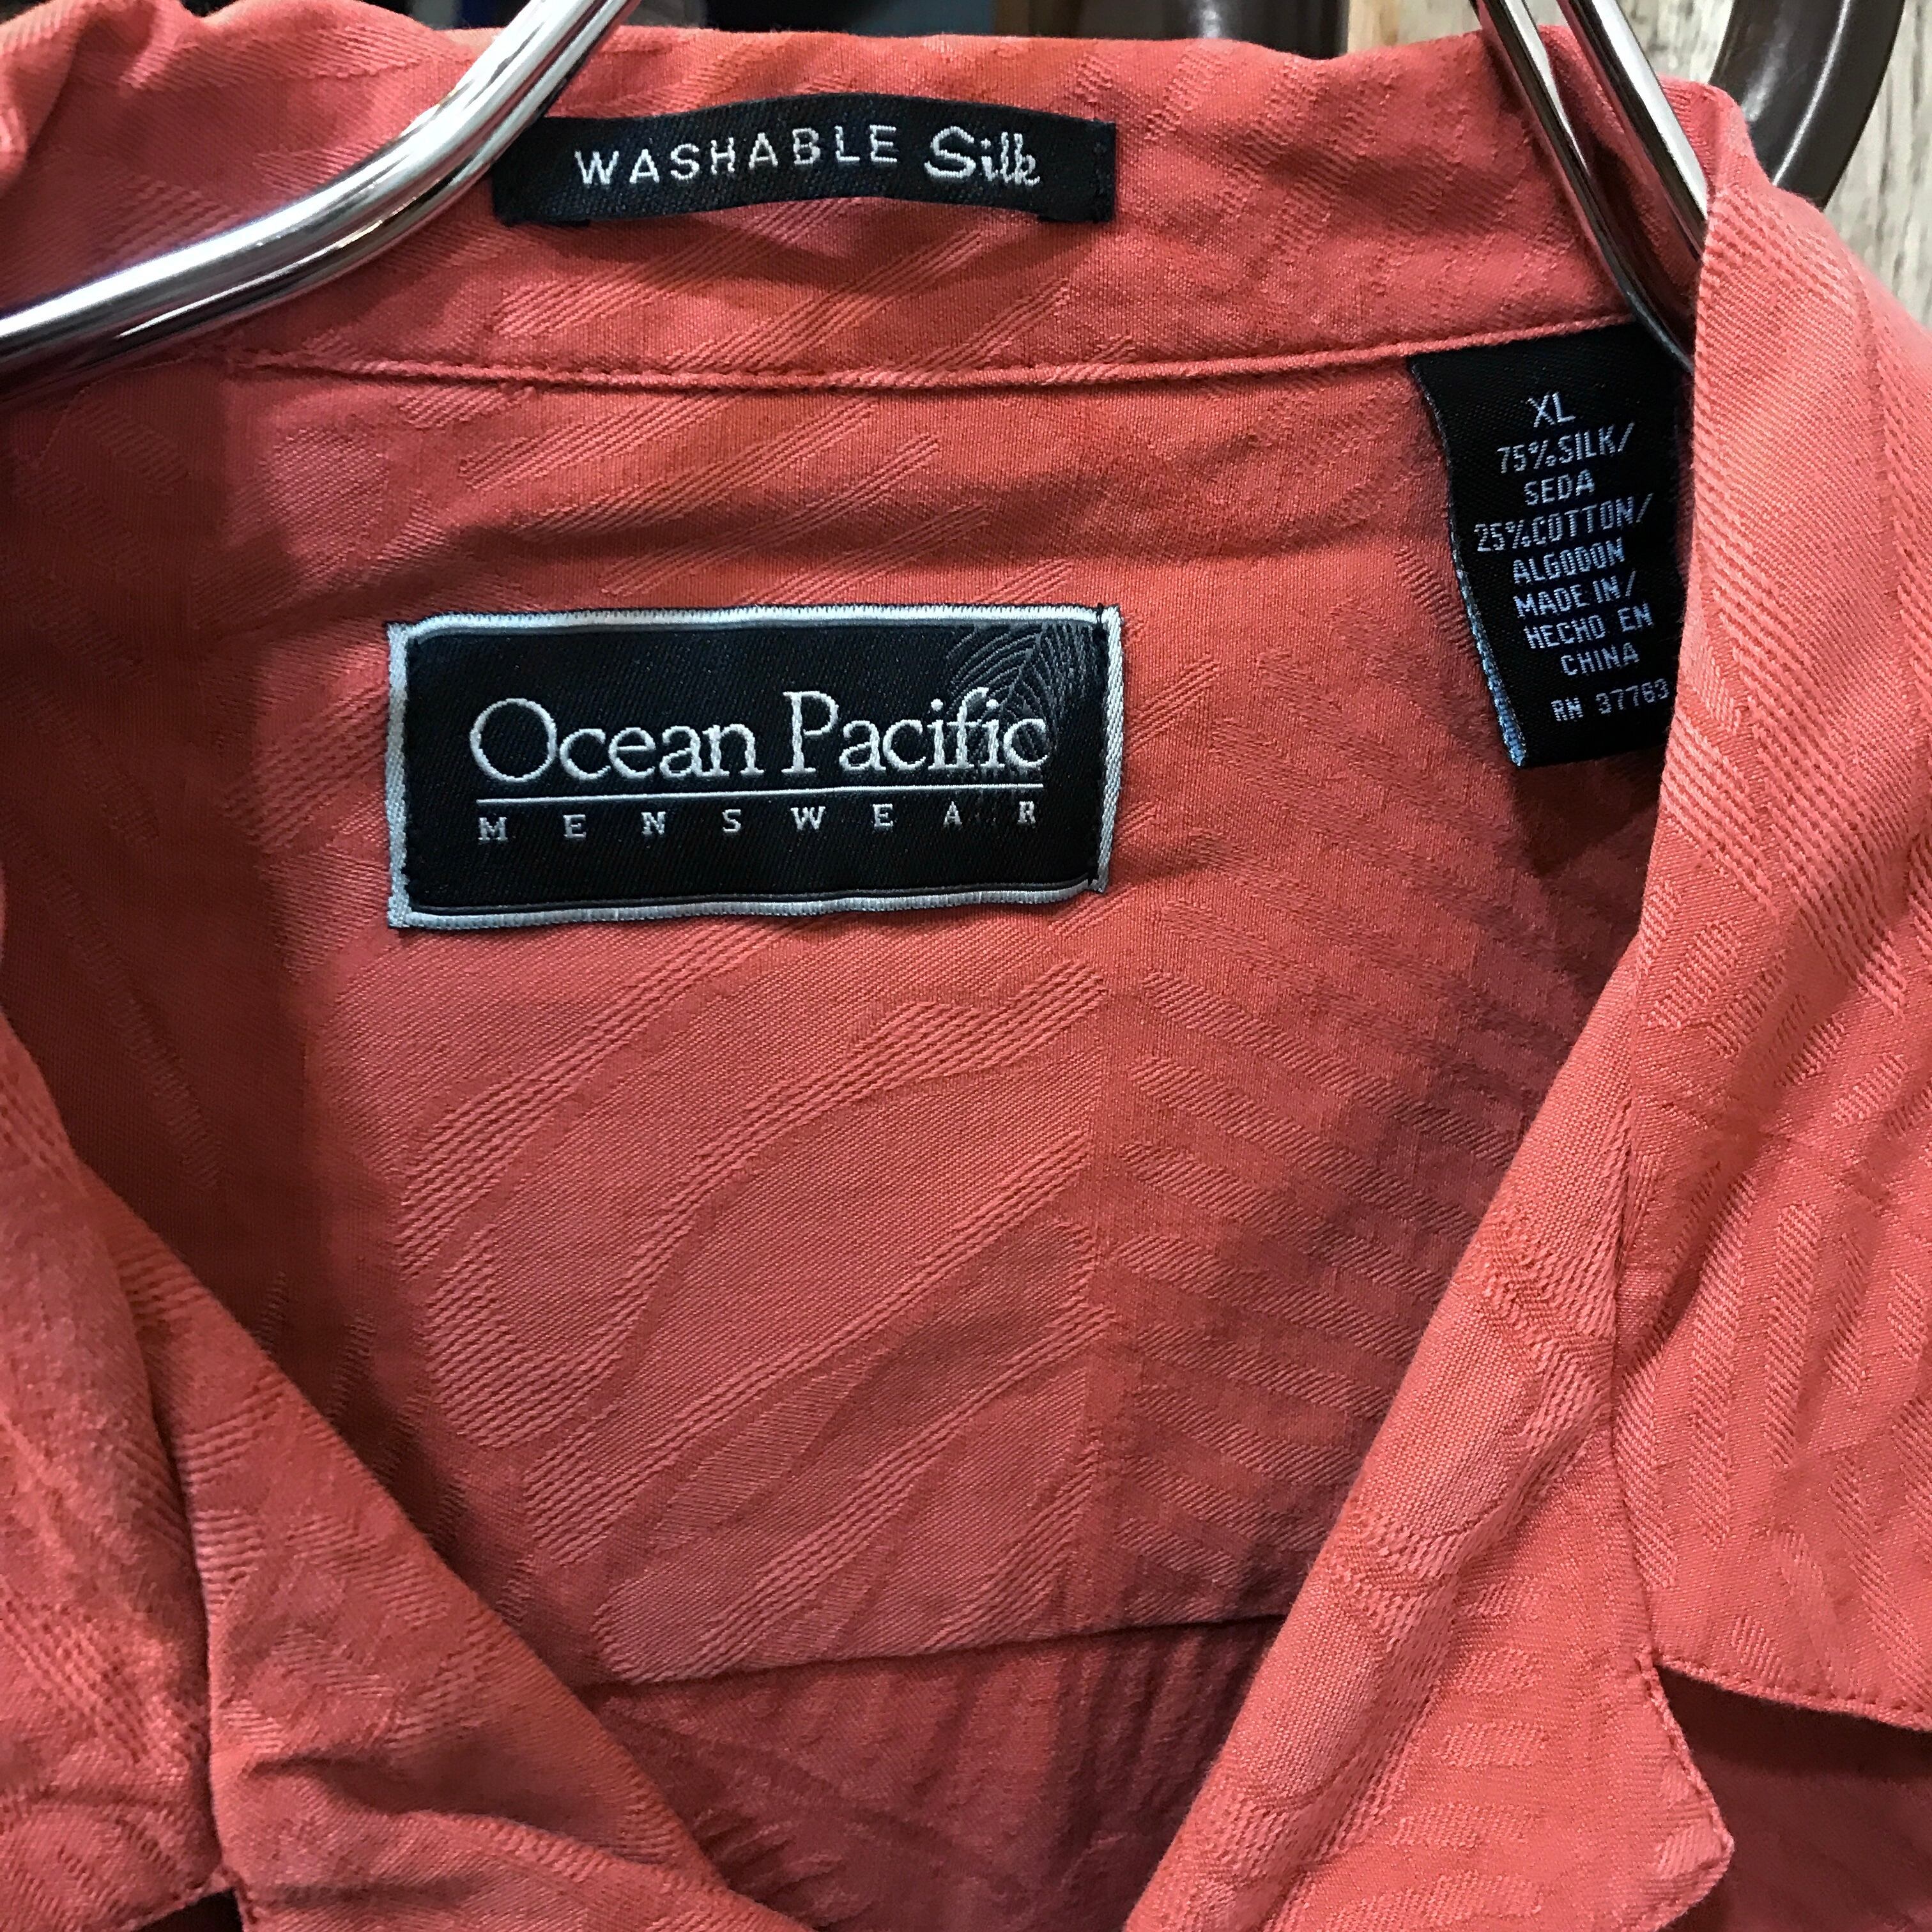 WASHABLE Silk
XL
75%SILK/
SEDA
25%COTTON/
ALGODON
MADE IN/
HECHO EN
CHINA
RN 37763
Ocean Pacific
MENSWEAR